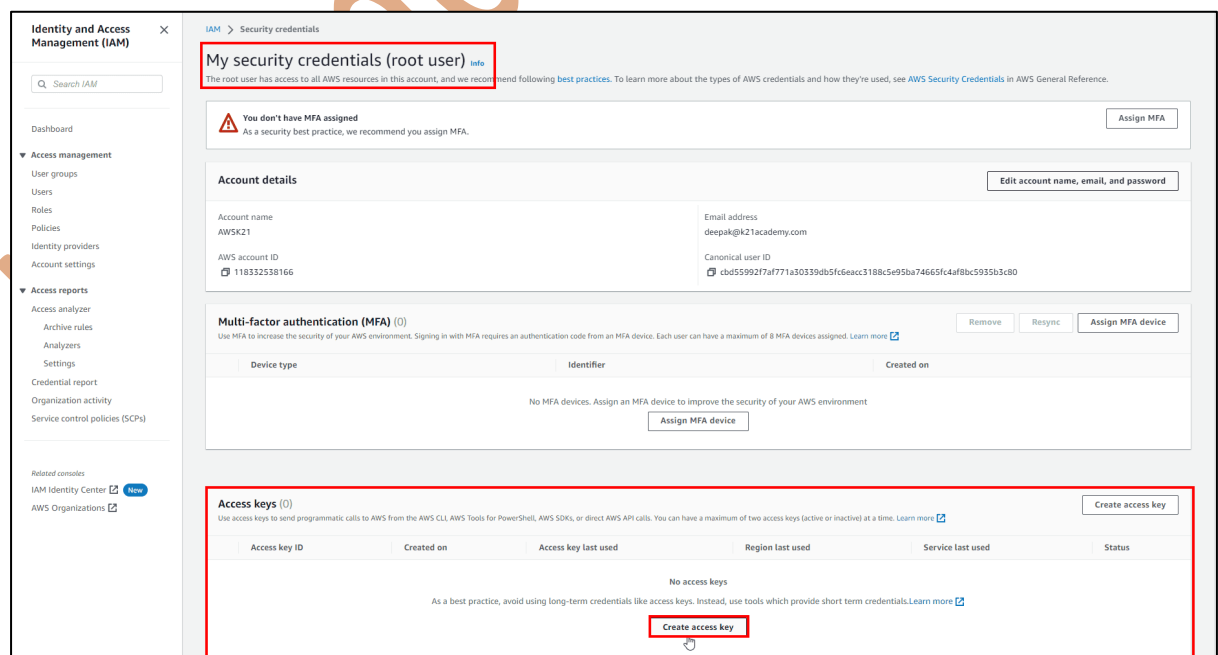 Identity and Access Management (IAM)
Search IAM
Dashboard
Access management
User groups
Users
Roles
Policies
Identity providers
Account settings
Access reports
Access analyzer
Archive rules
Analyzers
Settings
Credential report
Organization activity
Service control policies (SCPs)
Related consoles
IAM Identity Center New
AWS Organizations
IAM > Security credentials
My security credentials (root user) Info
The root user has access to all AWS resources in this account, and we recommend following best practices. To learn more about the types of AWS credentials and how they're used, see AWS Security Credentials in AWS General Reference.
You don't have MFA assigned
As a security best practice, we recommend you assign MFA.
Assign MFA
Account details
Edit account name, email, and password
Account name
AWSK21
Email address
deepak@k21academy.com
AWS account ID
118332538166
Canonical user ID
cbd55992f7af771a30339db5fc6eacc3188c5e95ba74665fc4af8bc5935b3c80
Multi-factor authentication (MFA) (0)
Remove Resync Assign MFA device
Use MFA to increase the security of your AWS environment. Signing in with MFA requires an authentication code from an MFA device. Each user can have a maximum of 8 MFA devices assigned. Learn more
Device type Identifier Created on
No MFA devices. Assign an MFA device to improve the security of your AWS environment
Assign MFA device
Access keys (0)
Create access key
Use access keys to send programmatic calls to AWS from the AWS CLI, AWS Tools for PowerShell, AWS SDKs, or direct AWS API calls. You can have a maximum of two access keys (active or inactive) at a time. Learn more
Access key ID Created on Access key last used Region last used Service last used Status
No access keys
As a best practice, avoid using long-term credentials like access keys. Instead, use tools which provide short term credentials.Learn more
Create access key